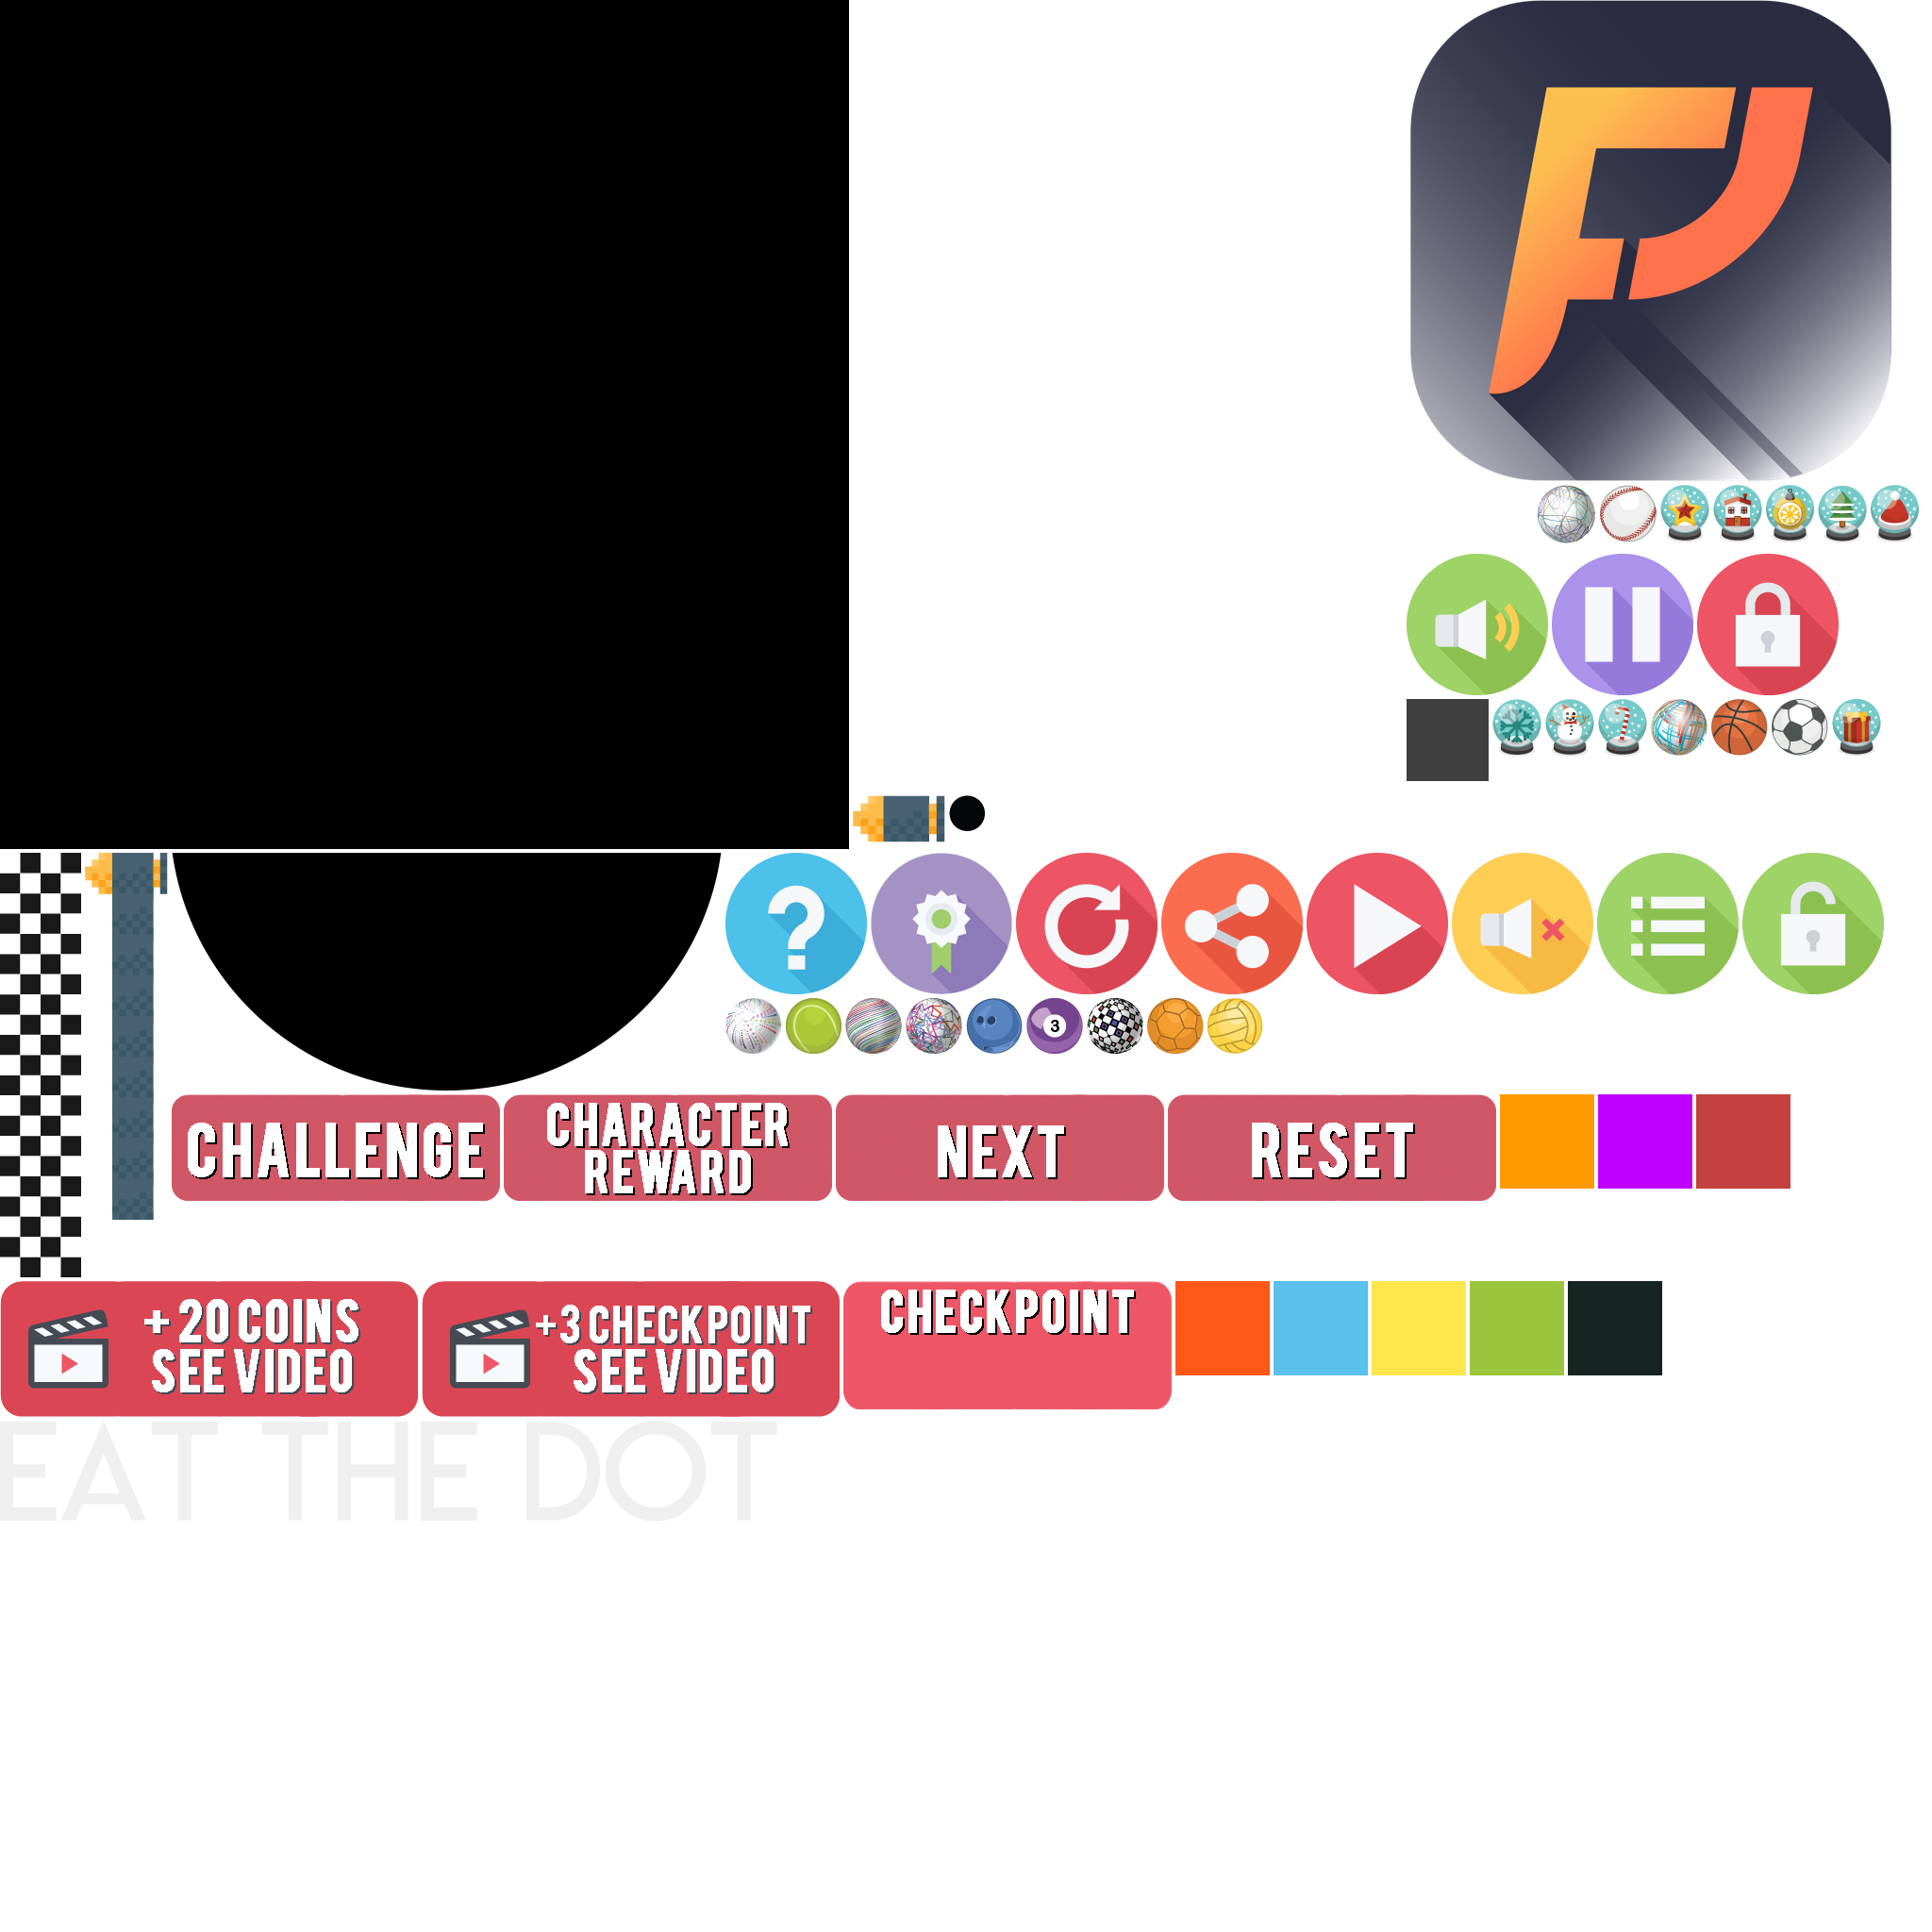 3
CHALLENGE
CHARACTER
REWARD
NEXT
RESET
+ 20 COINS
SEE VIDEO
+3 CHECKPOINT
SEE VIDEO
CHECKPOINT
EAT THE DOT